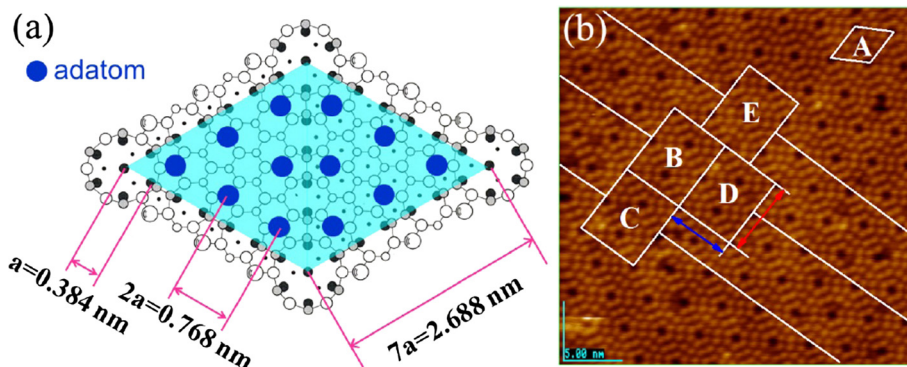 (a)
adatom
a=0.384 nm
2a=0.768 nm
7a=2.688 nm
(b)
A
E
B
D
C
5.00 nm